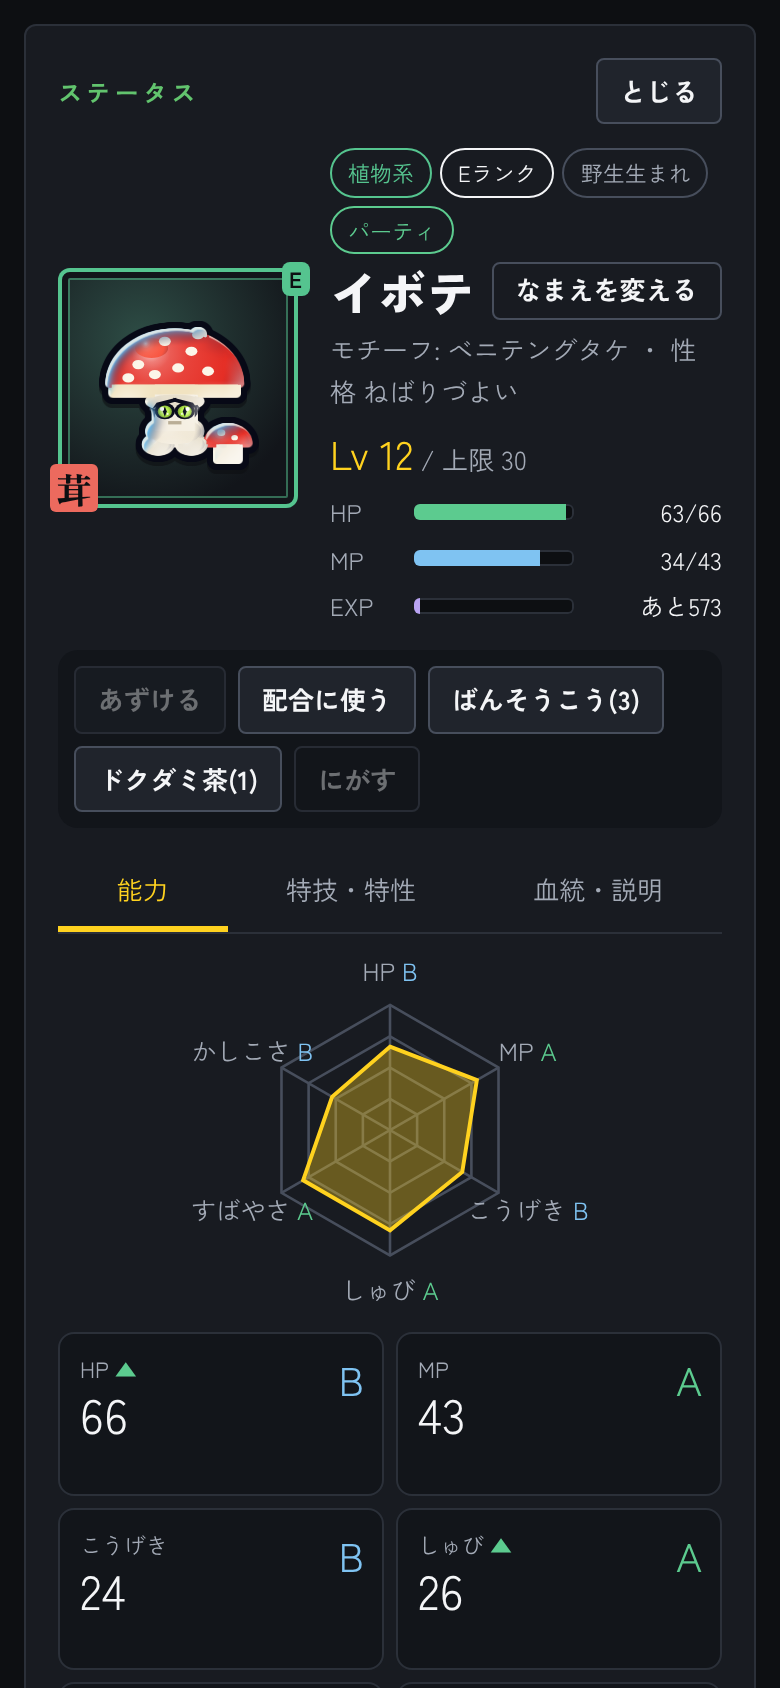 ステータス
とじる
植物系 Eランク 野生生まれ
パーティ
E
イボテ なまえを変える
モチーフ: ベニテングタケ ・ 性
格 ねばりづよい
Lv 12 / 上限 30
茸
HP 63/66
MP 34/43
EXP あと573
あずける 配合に使う ばんそうこう(3)
ドクダミ茶(1) にがす
能力 特技・特性 血統・説明
HP B
かしこさ B MP A
すばやさ A こうげき B
しゅび A
HP ▲ B
66
MP A
43
こうげき B
24
しゅび ▲ A
26